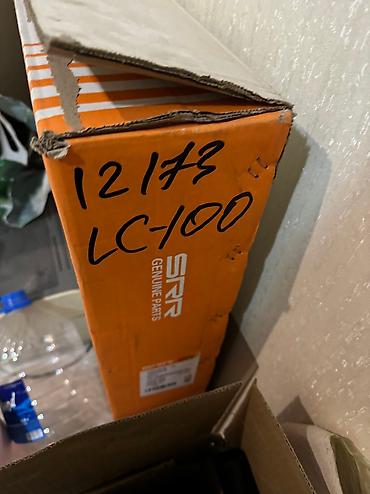 12173
LC-100
SRR
GENUINE PARTS